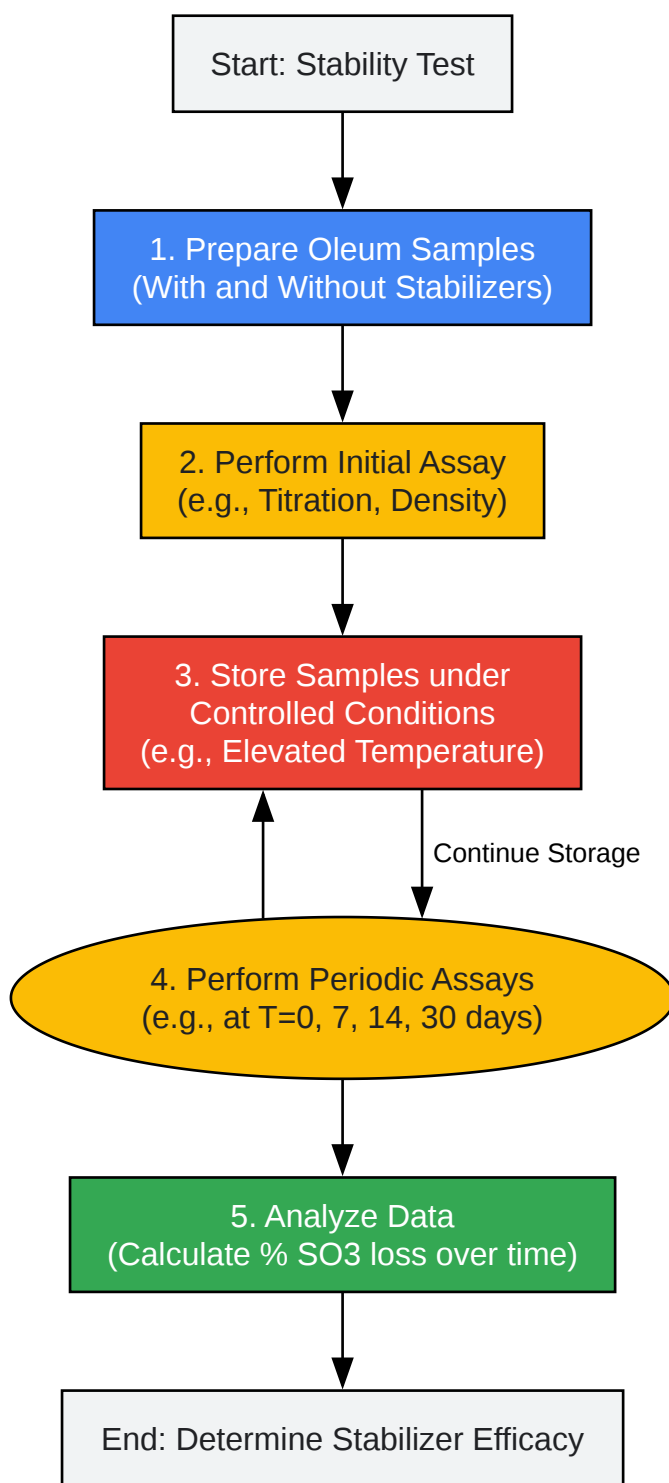 Start: Stability Test
1. Prepare Oleum Samples
(With and Without Stabilizers)
2. Perform Initial Assay
(e.g., Titration, Density)
3. Store Samples under
Controlled Conditions
(e.g., Elevated Temperature)
Continue Storage
4. Perform Periodic Assays
(e.g., at T=0, 7, 14, 30 days)
5. Analyze Data
(Calculate % SO3 loss over time)
End: Determine Stabilizer Efficacy